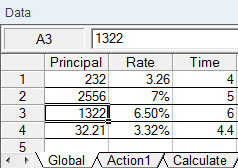 Data
A3 1322
Principal Rate Time
1 232 3.26 4
2 2556 7% 5
3 1322 6.50% 6
4 32.21 3.32% 4.4
5
Global Action1 Calculate